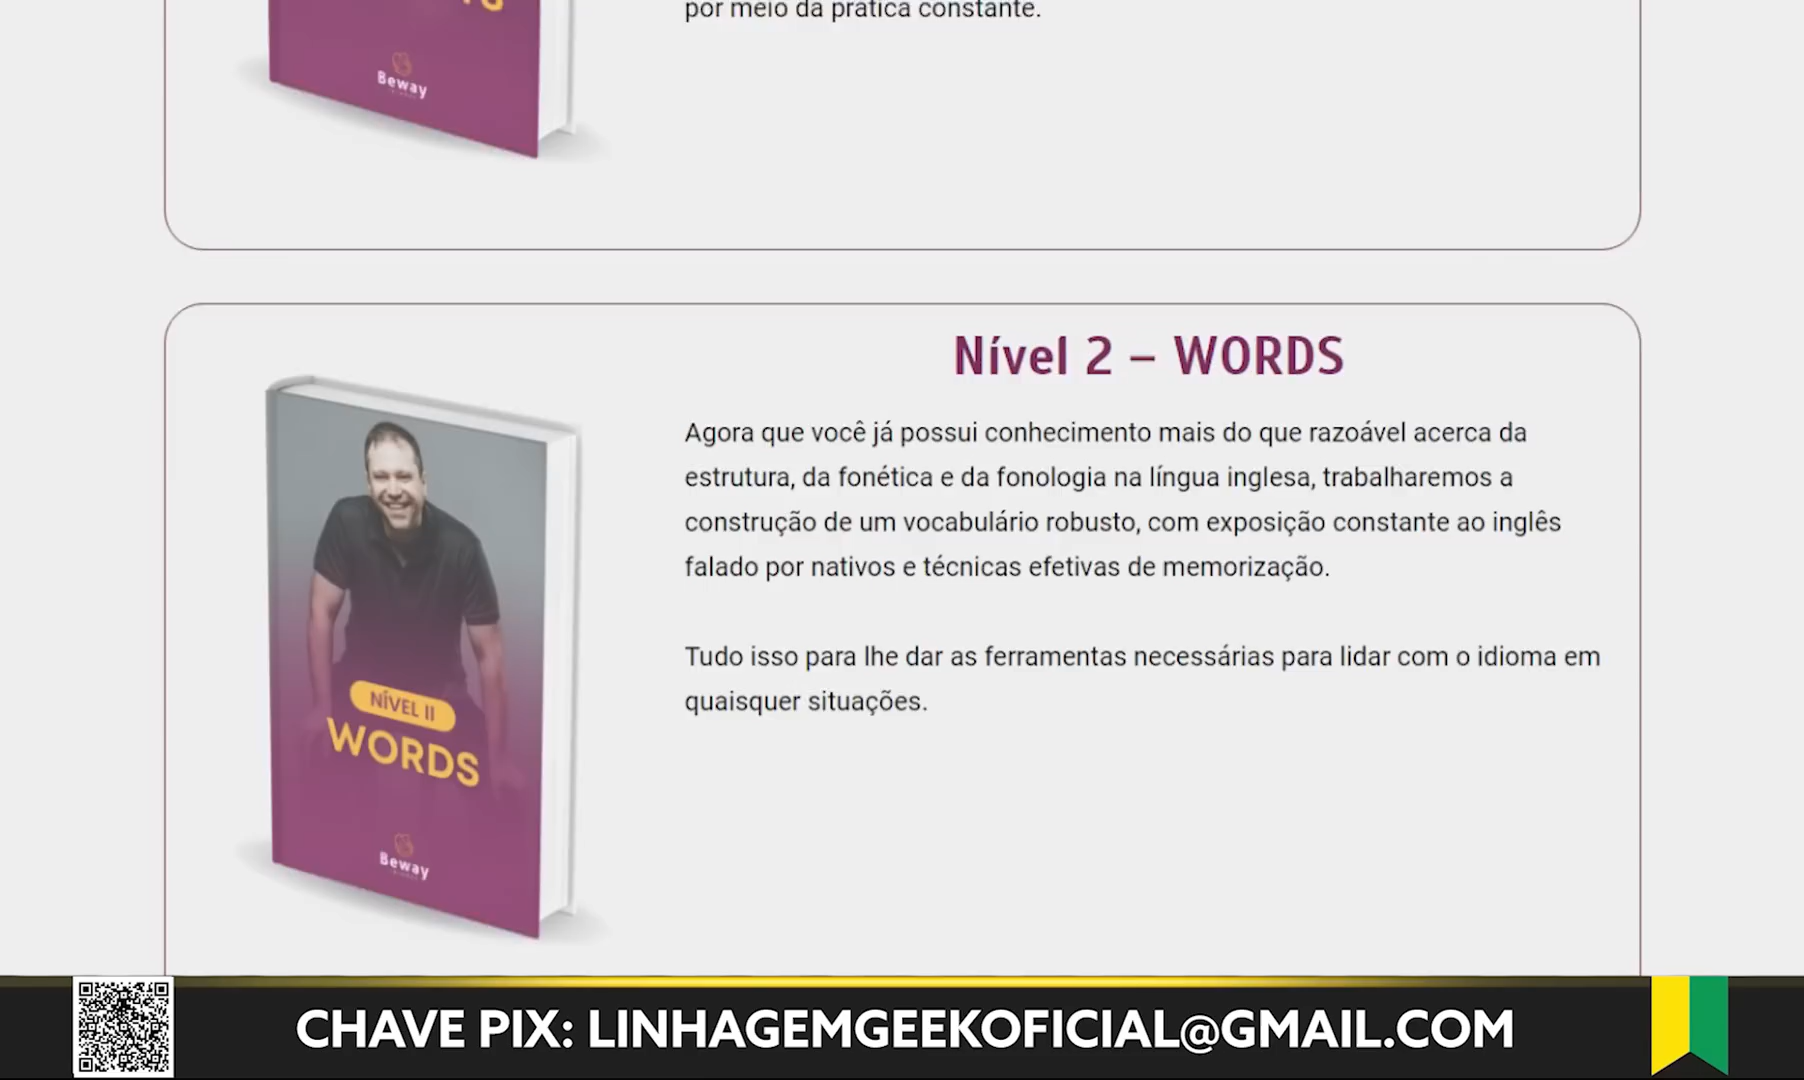 por meio da prática constante.
Beway
Nível 2 – WORDS
Agora que você já possui conhecimento mais do que razoável acerca da
estrutura, da fonética e da fonologia na língua inglesa, trabalharemos a
construção de um vocabulário robusto, com exposição constante ao inglês
falado por nativos e técnicas efetivas de memorização.
Tudo isso para lhe dar as ferramentas necessárias para lidar com o idioma em
quaisquer situações.
NÍVEL II
WORDS
Beway
CHAVE PIX: LINHAGEMGEEKOFICIAL@GMAIL.COM